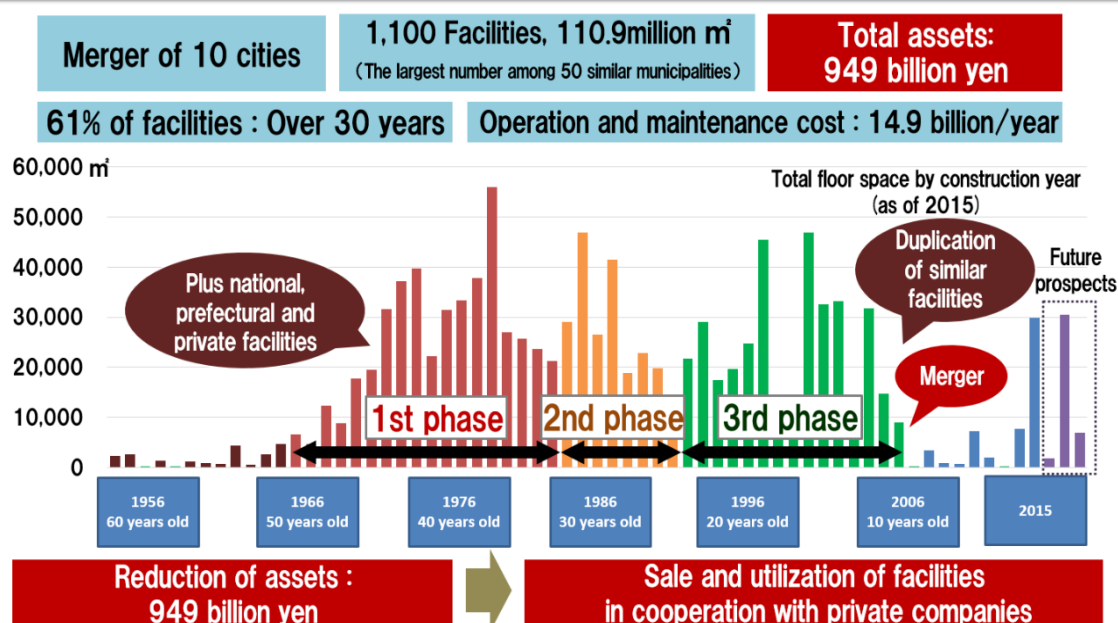 Merger of 10 cities
1,100 Facilities, 110.9million ㎡
(The largest number among 50 similar municipalities)
Total assets:
949 billion yen
61% of facilities : Over 30 years
Operation and maintenance cost : 14.9 billion/year
60,000 ㎡
50,000
40,000
30,000
20,000
10,000
0
Total floor space by construction year
(as of 2015)
Plus national,
prefectural and
private facilities
Duplication
of similar
facilities
Future
prospects
Merger
1st phase
2nd phase
3rd phase
1956
60 years old
1966
50 years old
1976
40 years old
1986
30 years old
1996
20 years old
2006
10 years old
2015
Reduction of assets :
949 billion yen
Sale and utilization of facilities
in cooperation with private companies